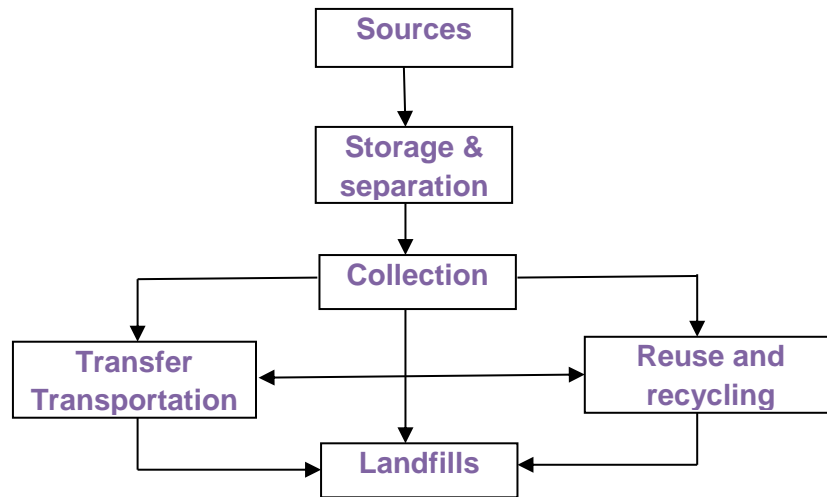 Sources
Storage &
separation
Collection
Transfer
Transportation
Reuse and
recycling
Landfills